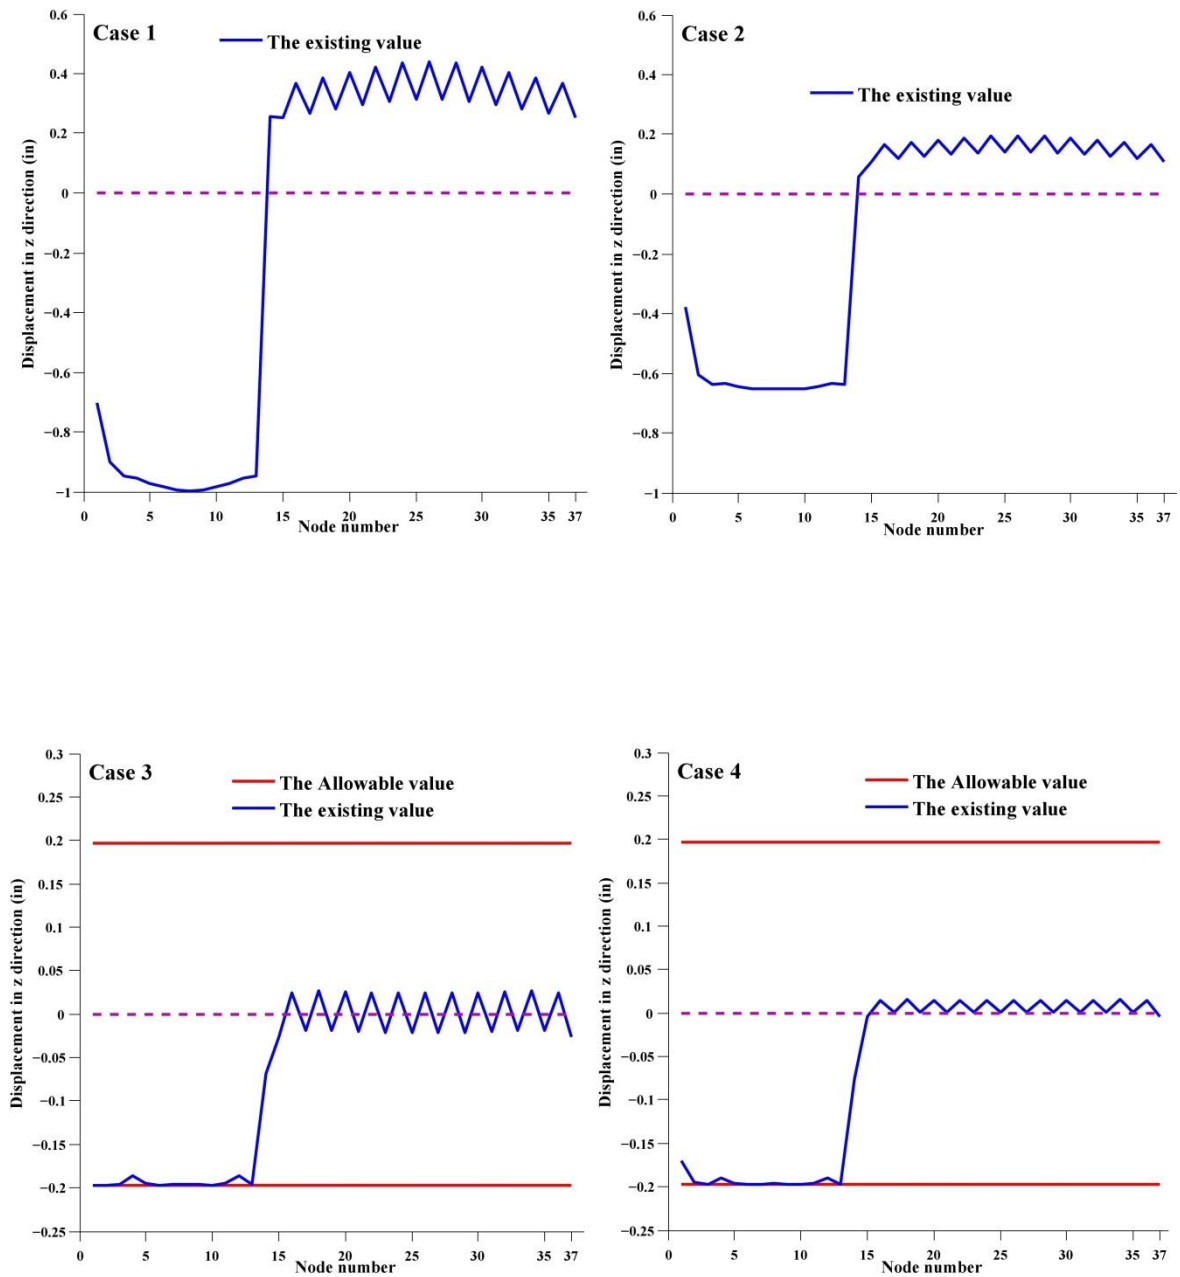 Case 1
The existing value
0.6
0.4
0.2
0
−0.2
−0.4
−0.6
−0.8
−1
Displacement in z direction (in)
0 5 10 15 20 25 30 35 37
Node number
Case 2
The existing value
0.6
0.4
0.2
0
−0.2
−0.4
−0.6
−0.8
−1
Displacement in z direction (in)
0 5 10 15 20 25 30 35 37
Node number
Case 3
The Allowable value
The existing value
0.3
0.25
0.2
0.15
0.1
0.05
0
−0.05
−0.1
−0.15
−0.2
−0.25
Displacement in z direction (in)
0 5 10 15 20 25 30 35 37
Node number
Case 4
The Allowable value
The existing value
0.3
0.25
0.2
0.15
0.1
0.05
0
−0.05
−0.1
−0.15
−0.2
−0.25
Displacement in z direction (in)
0 5 10 15 20 25 30 35 37
Node number